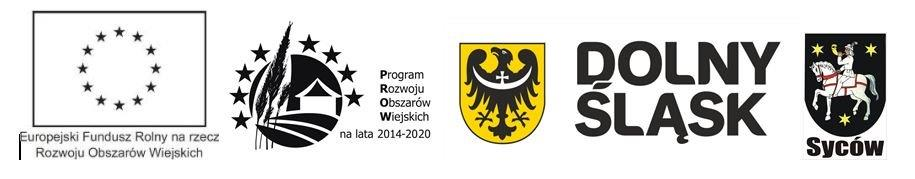 Europejski Fundusz Rolny na rzecz
Rozwoju Obszarów Wiejskich
Program
Rozwoju
Obszarów
Wiejskich
na lata 2014-2020
DOLNY
ŚLĄSK
Syców